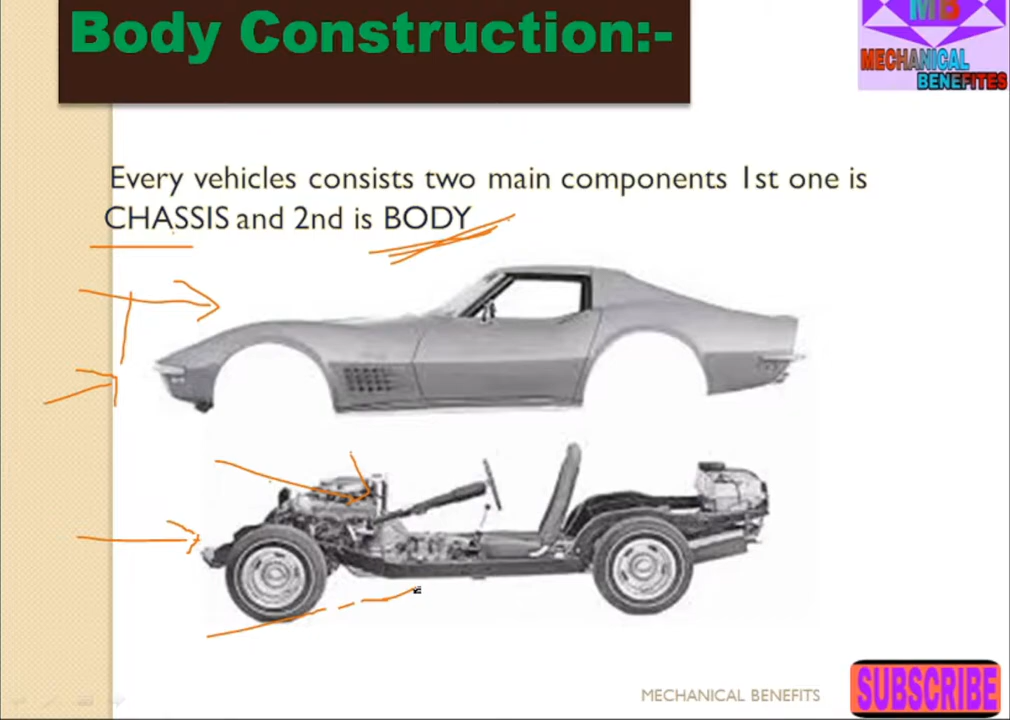 Body Construction:-
MB
MECHANICAL
BENEFITES
Every vehicles consists two main components 1st one is
CHASSIS and 2nd is BODY
MECHANICAL BENEFITS
SUBSCRIBE